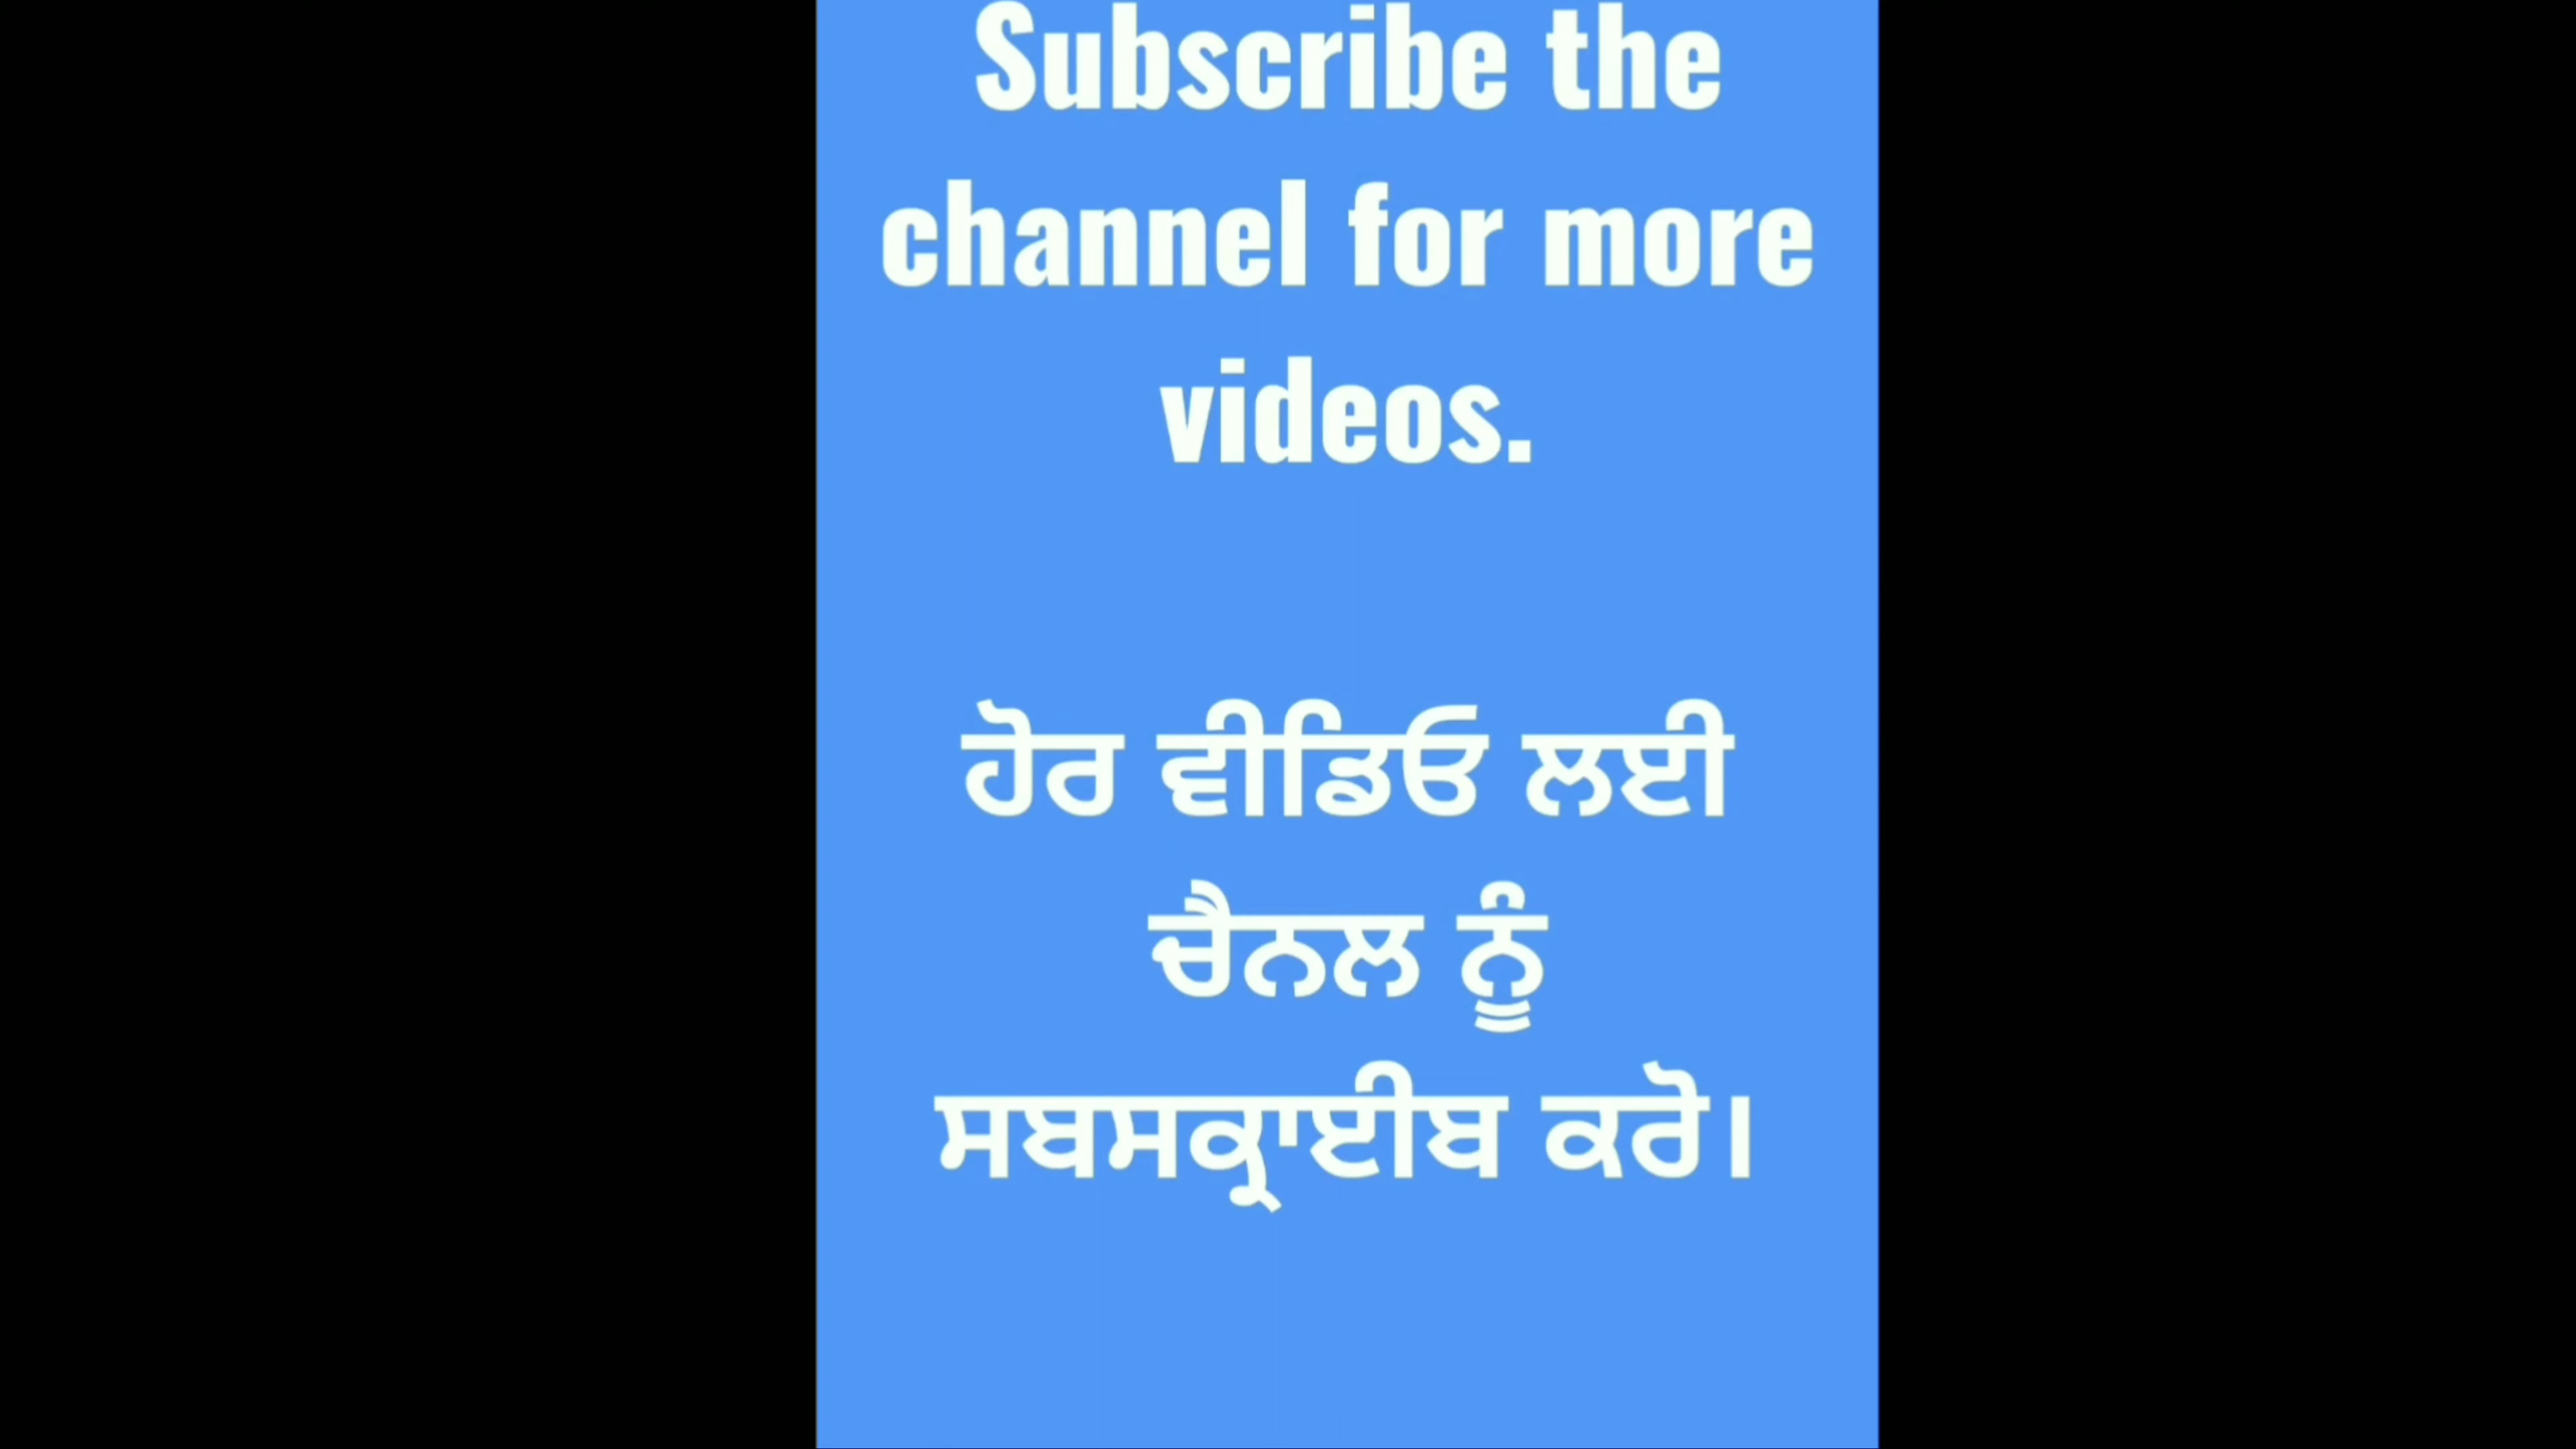 Subscribe the
channel for more
videos.
ਹੋਰ ਵੀਡਿਓ ਲਈ
ਚੈਨਲ ਨੂੰ
ਸਬਸਕ੍ਰਾਈਬ ਕਰੋ।